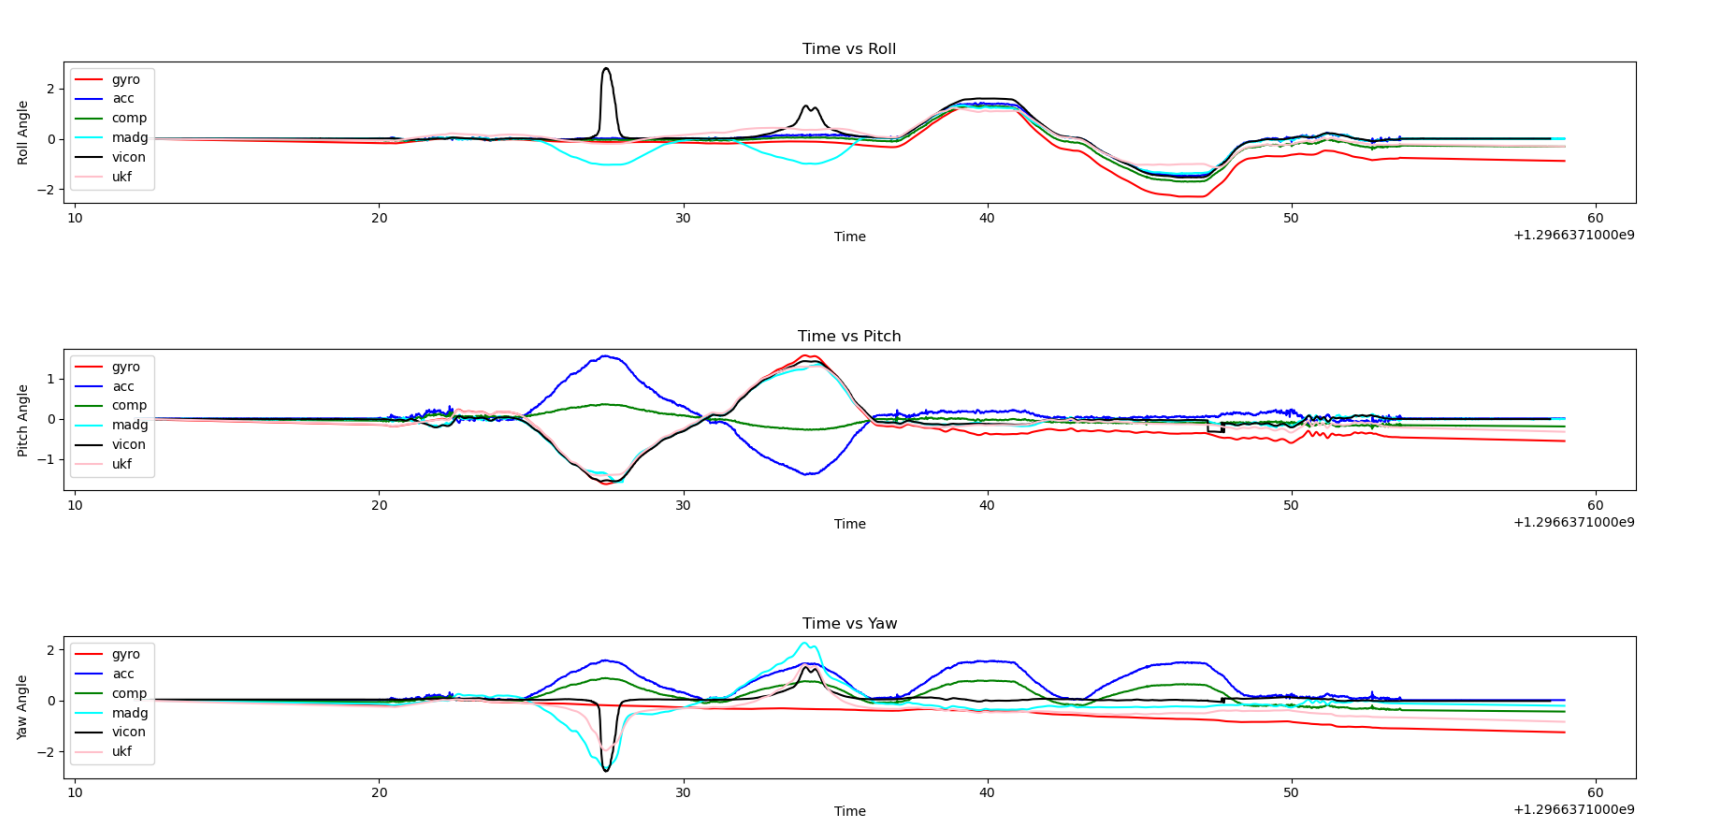 Time vs Roll
Roll Angle
2
0
−2
gyro
acc
comp
madg
vicon
ukf
10 20 30 40 50 60
Time
+1.2966371000e9
Time vs Pitch
Pitch Angle
1
0
−1
gyro
acc
comp
madg
vicon
ukf
10 20 30 40 50 60
Time
+1.2966371000e9
Time vs Yaw
Yaw Angle
2
0
−2
gyro
acc
comp
madg
vicon
ukf
10 20 30 40 50 60
Time
+1.2966371000e9